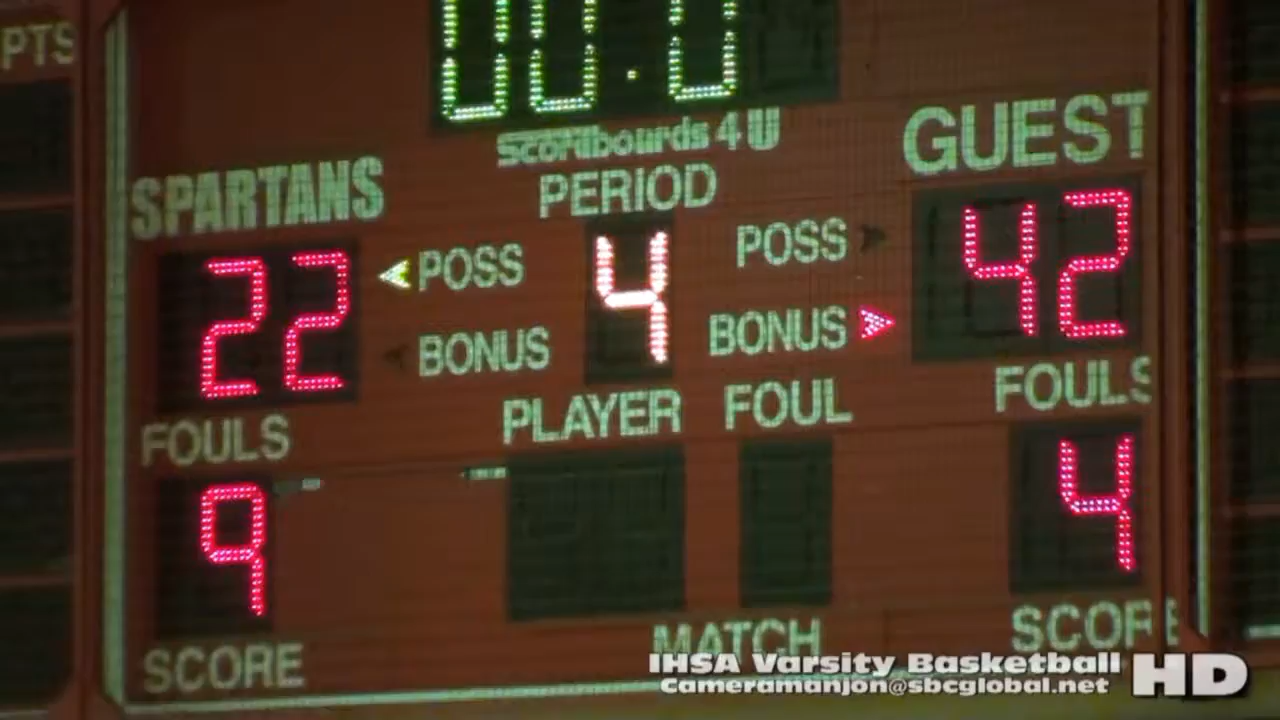 PTS
00.0
Scoreboards 4 U
GUEST
SPARTANS
PERIOD
22
POSS
4
POSS
42
BONUS
BONUS
FOULS
PLAYER
FOUL
FOULS
9
4
SCORE
MATCH
SCORE
IHSA Varsity Basketball HD
Cameramanjon@sbcglobal.net